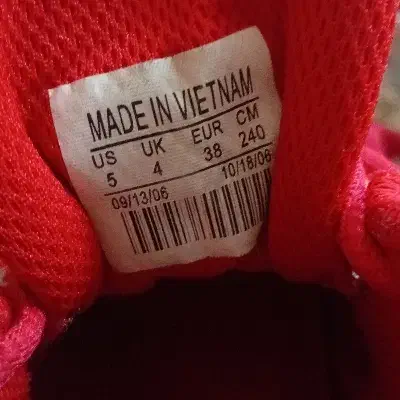 MADE IN VIETNAM
US UK EUR CM
5 4 38 240
09/13/06 10/18/06